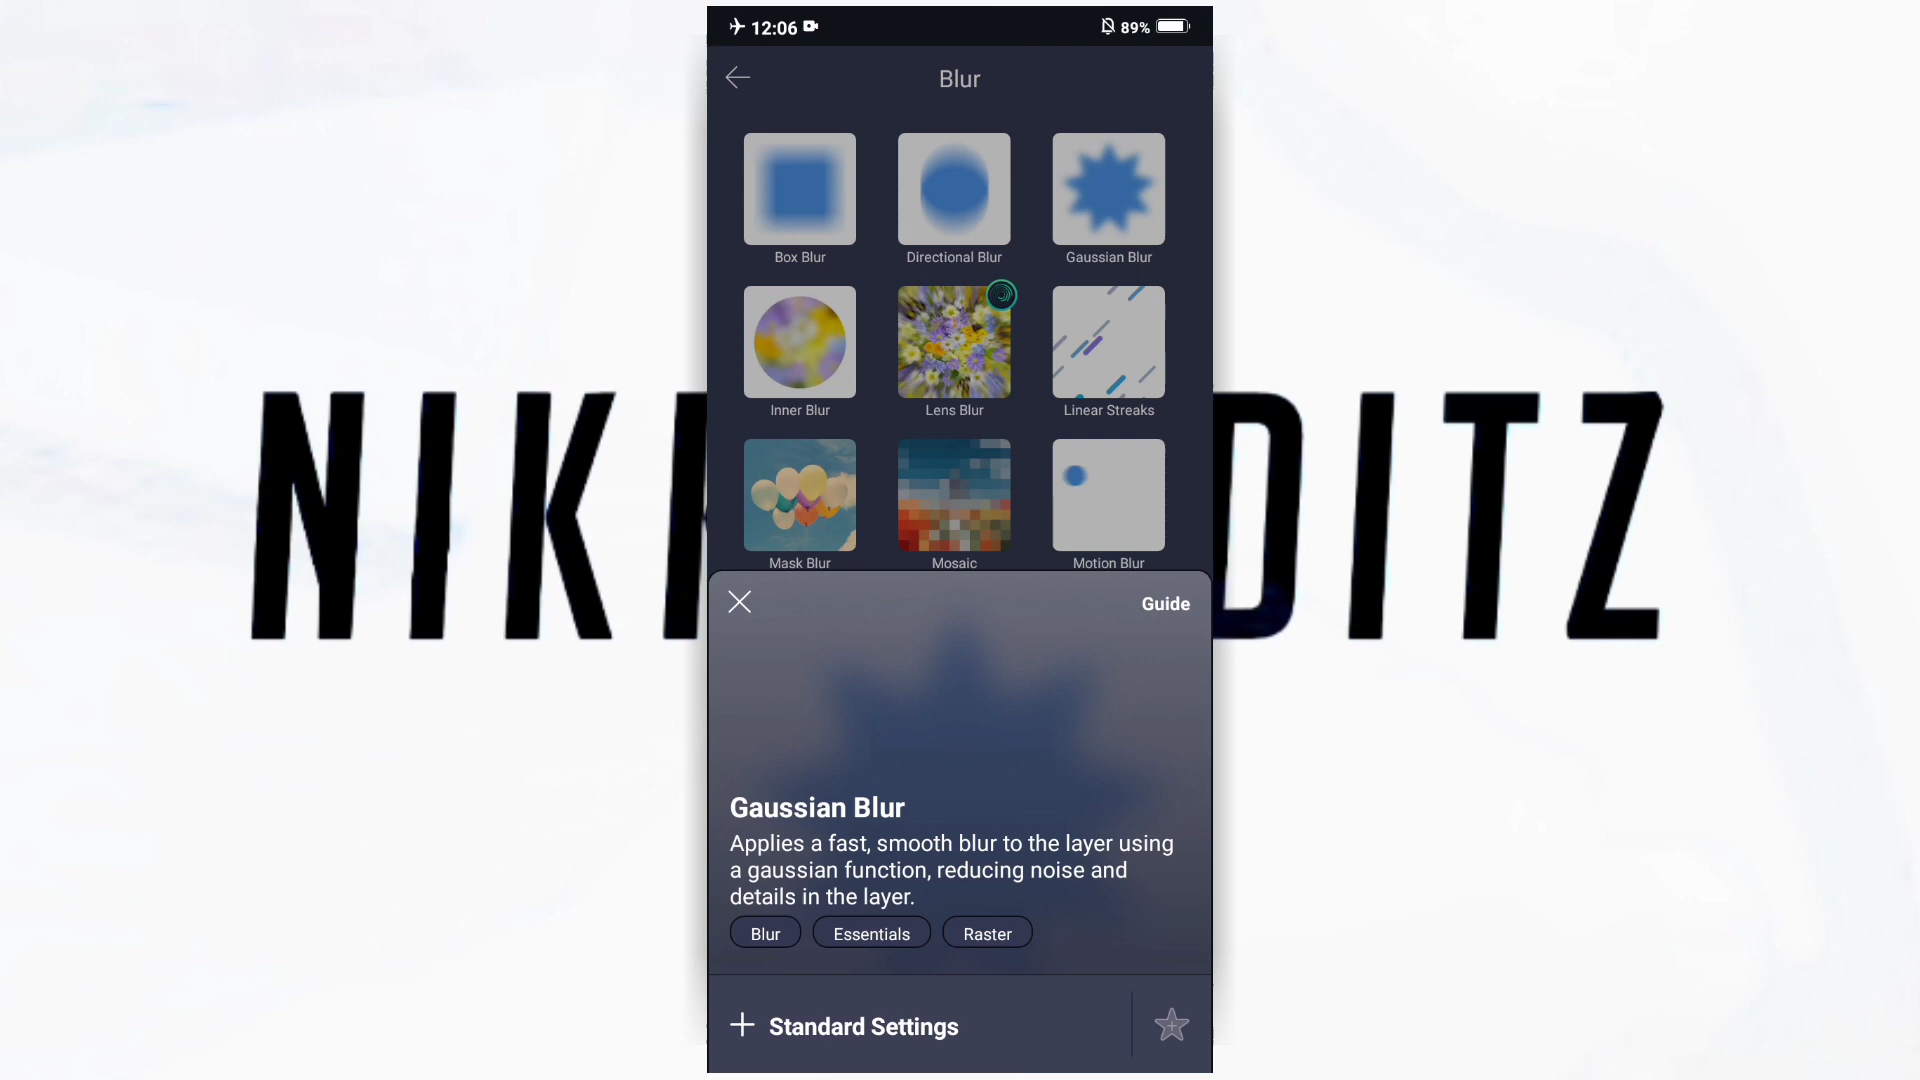 12:06
89%
Blur
Box Blur
Directional Blur
Gaussian Blur
Inner Blur
Lens Blur
Linear Streaks
Mask Blur
Mosaic
Motion Blur
NIK
DITZ
Guide
Gaussian Blur
Applies a fast, smooth blur to the layer using
a gaussian function, reducing noise and
details in the layer.
Blur
Essentials
Raster
Standard Settings